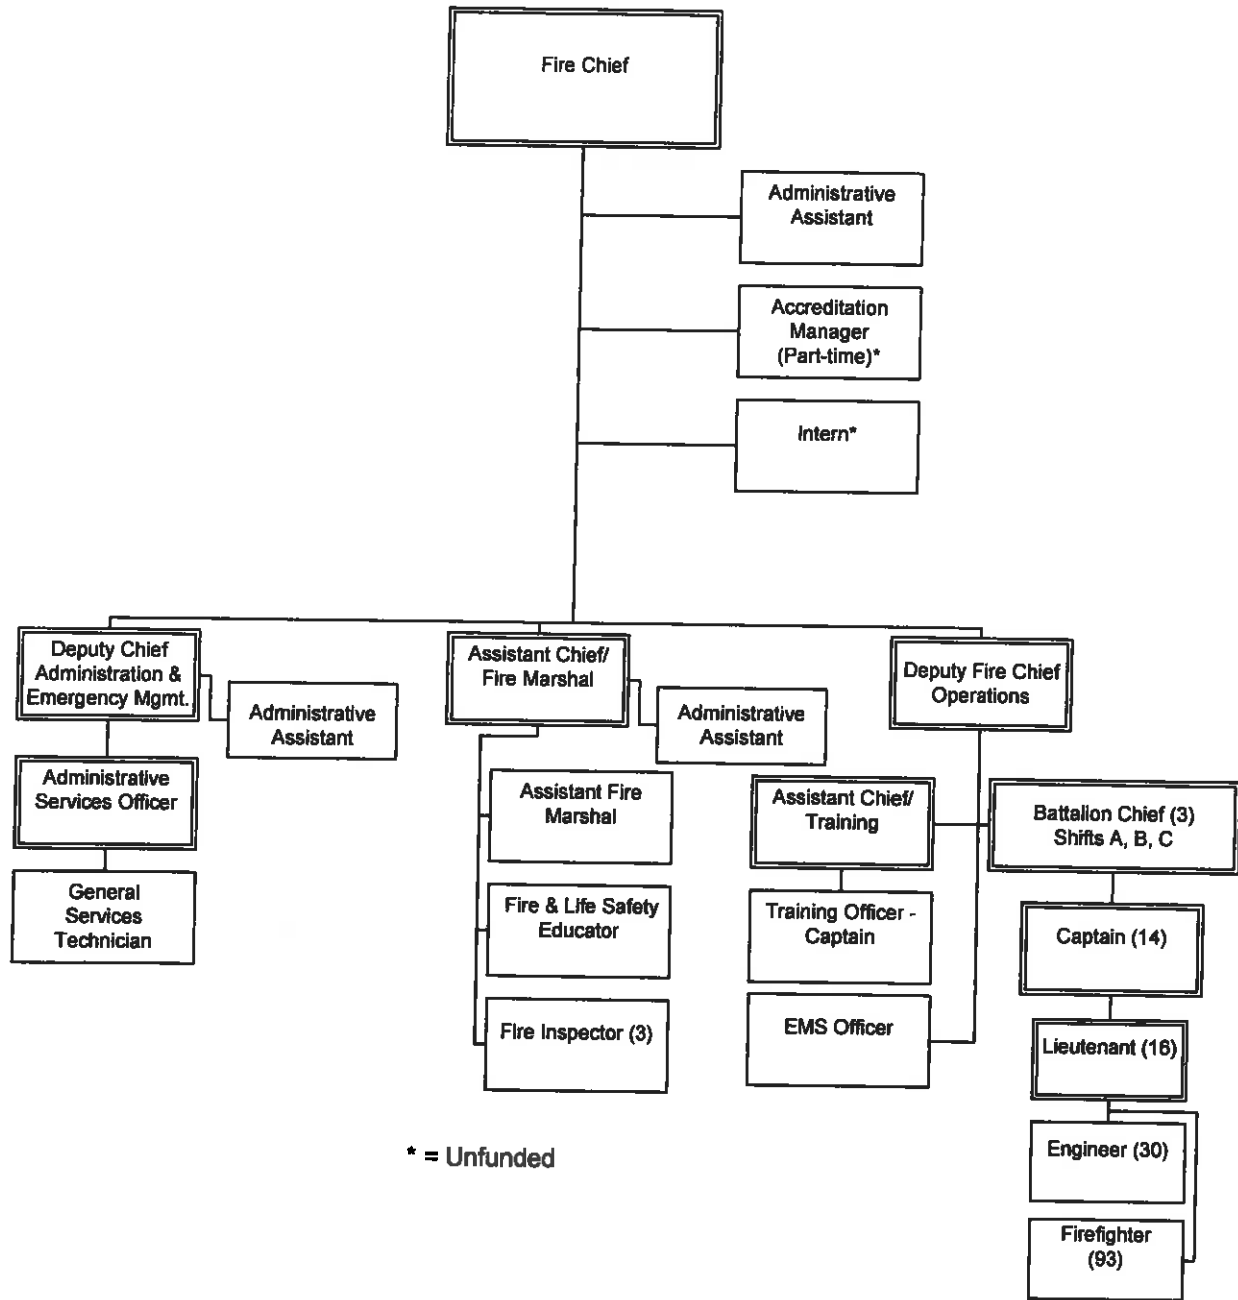 Fire Chief
Administrative
Assistant
Accreditation
Manager
(Part-time)*
Intern*
Deputy Chief
Administration &
Emergency Mgmt.
Administrative
Assistant
Administrative
Services Officer
General
Services
Technician
Assistant Chief/
Fire Marshal
Administrative
Assistant
Assistant Fire
Marshal
Fire & Life Safety
Educator
Fire Inspector (3)
Deputy Fire Chief
Operations
Assistant Chief/
Training
Training Officer -
Captain
EMS Officer
Battalion Chief (3)
Shifts A, B, C
Captain (14)
Lieutenant (16)
Engineer (30)
Firefighter
(93)
* = Unfunded